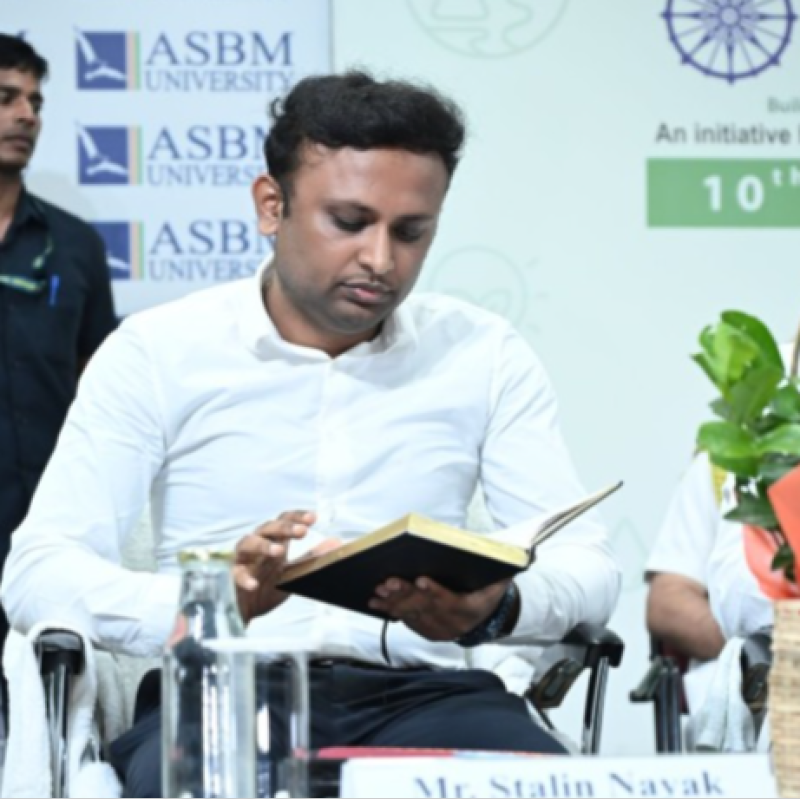 ASBM
UNIVERSITY
ASBM
UNIVERSITY
ASBM
UNIVERSITY
An initiative
10th
Mr. Stalin Nayak